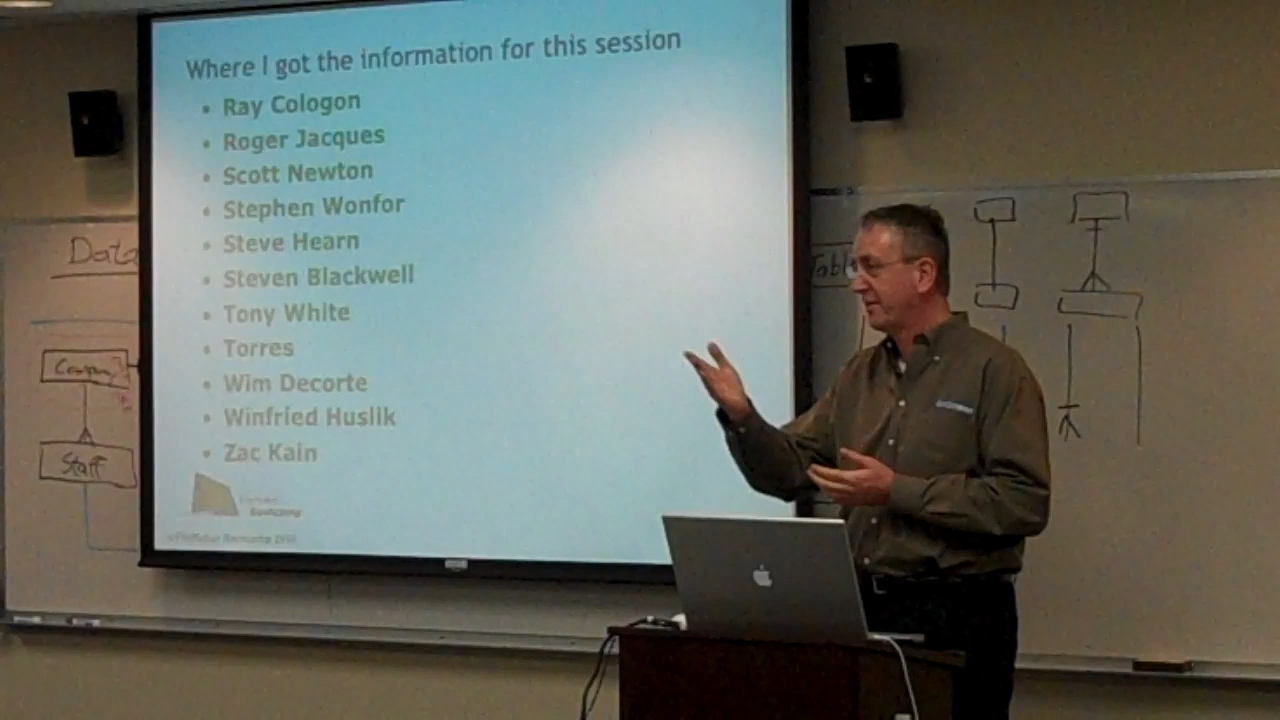 Where I got the information for this session
• Ray Cologon
• Roger Jacques
• Scott Newton
• Stephen Wonfor
• Steve Hearn
• Steven Blackwell
• Tony White
• Torres
• Wim Decorte
• Winfried Huslik
• Zac Kain
Bootcamp
Data
Company
Staff